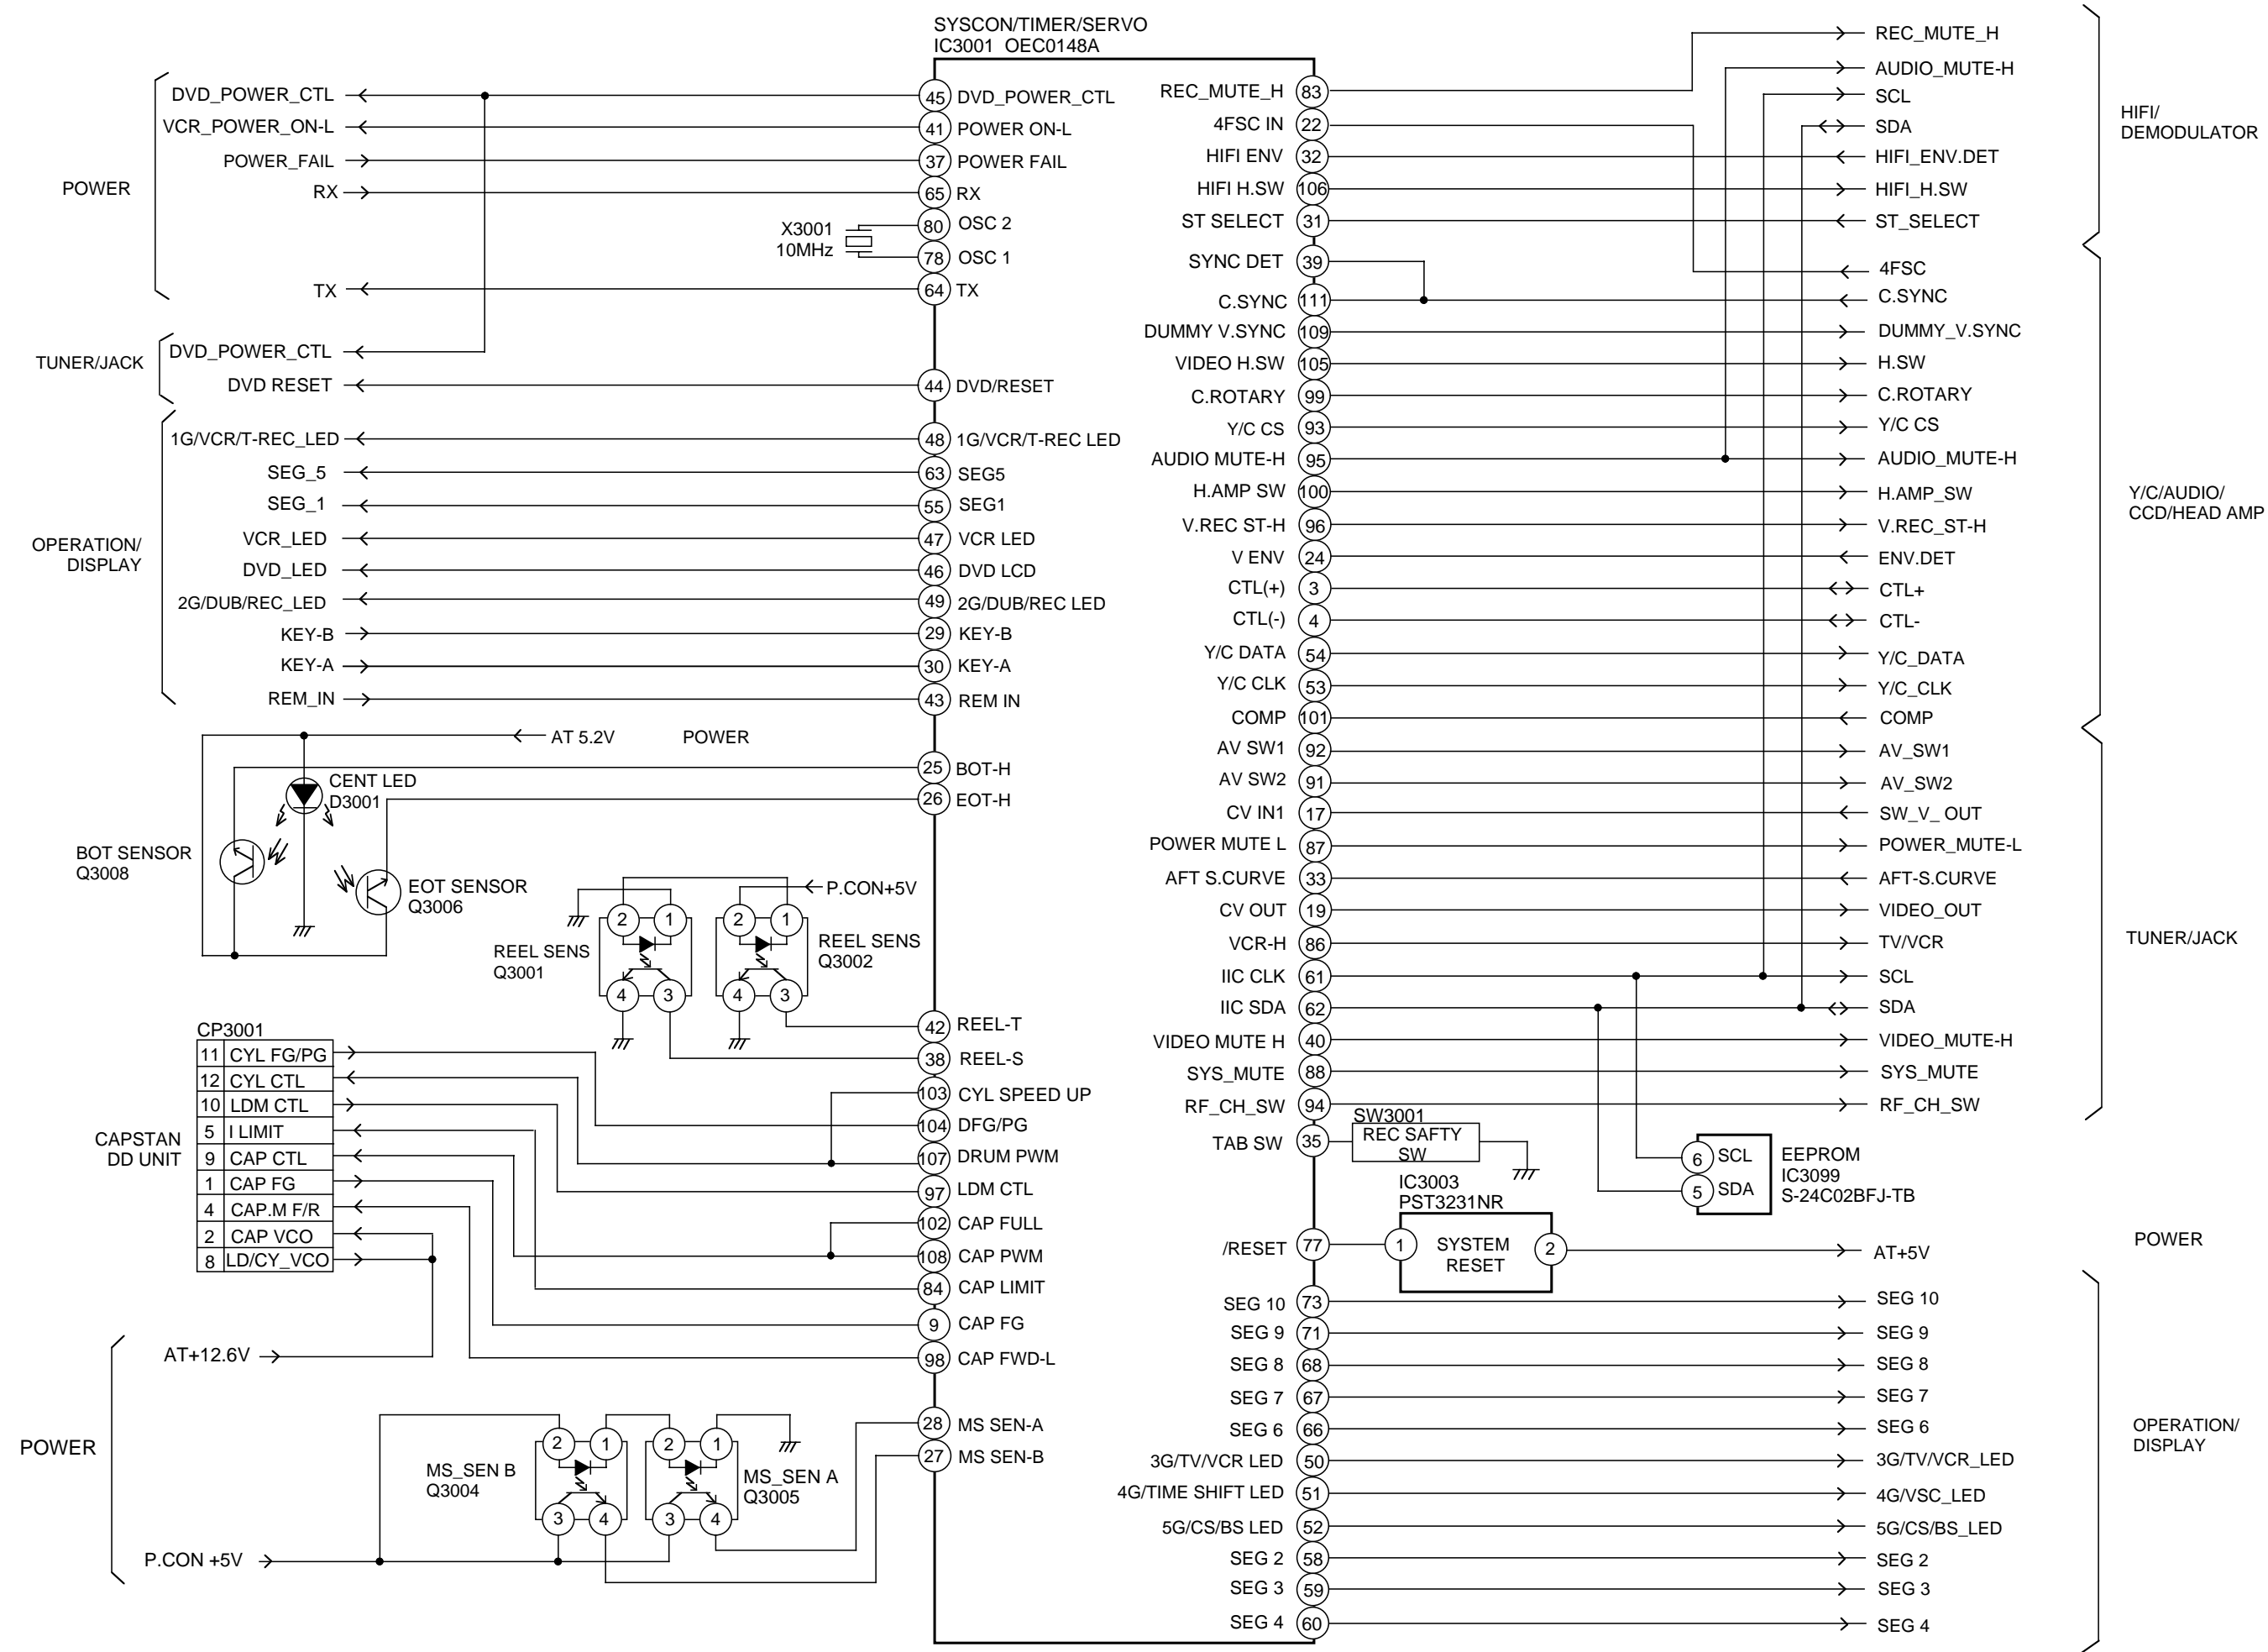 SYSCON/TIMER/SERVO
IC3001 OEC0148A
POWER
DVD_POWER_CTL
VCR_POWER_ON-L
POWER_FAIL
RX
TX
X3001
10MHz
45 DVD_POWER_CTL
41 POWER ON-L
37 POWER FAIL
65 RX
80 OSC 2
78 OSC 1
64 TX
TUNER/JACK
DVD_POWER_CTL
DVD RESET
44 DVD/RESET
OPERATION/
DISPLAY
1G/VCR/T-REC_LED
SEG_5
SEG_1
VCR_LED
DVD_LED
2G/DUB/REC_LED
KEY-B
KEY-A
REM_IN
48 1G/VCR/T-REC LED
63 SEG5
55 SEG1
47 VCR LED
46 DVD LCD
49 2G/DUB/REC LED
29 KEY-B
30 KEY-A
43 REM IN
AT 5.2V
POWER
CENT LED
D3001
25 BOT-H
26 EOT-H
BOT SENSOR
Q3008
EOT SENSOR
Q3006
P.CON+5V
2 1
2 1
REEL SENS
Q3001
REEL SENS
Q3002
4 3
4 3
42 REEL-T
38 REEL-S
103 CYL SPEED UP
104 DFG/PG
107 DRUM PWM
97 LDM CTL
102 CAP FULL
108 CAP PWM
84 CAP LIMIT
9 CAP FG
98 CAP FWD-L
CP3001
CAPSTAN
DD UNIT
11 CYL FG/PG
12 CYL CTL
10 LDM CTL
5 I LIMIT
9 CAP CTL
1 CAP FG
4 CAP.M F/R
2 CAP VCO
8 LD/CY_VCO
POWER
AT+12.6V
P.CON +5V
2 1
2 1
MS_SEN B
Q3004
MS_SEN A
Q3005
3 4
3 4
28 MS SEN-A
27 MS SEN-B
REC_MUTE_H 83
4FSC IN 22
HIFI ENV 32
HIFI H.SW 106
ST SELECT 31
SYNC DET 39
C.SYNC 111
DUMMY V.SYNC 109
VIDEO H.SW 105
C.ROTARY 99
Y/C CS 93
AUDIO MUTE-H 95
H.AMP SW 100
V.REC ST-H 96
V ENV 24
CTL(+) 3
CTL(-) 4
Y/C DATA 54
Y/C CLK 53
COMP 101
AV SW1 92
AV SW2 91
CV IN1 17
POWER MUTE L 87
AFT S.CURVE 33
CV OUT 19
VCR-H 86
IIC CLK 61
IIC SDA 62
VIDEO MUTE H 40
SYS_MUTE 88
RF_CH_SW 94
TAB SW 35
/RESET 77
SEG 10 73
SEG 9 71
SEG 8 68
SEG 7 67
SEG 6 66
3G/TV/VCR LED 50
4G/TIME SHIFT LED 51
5G/CS/BS LED 52
SEG 2 58
SEG 3 59
SEG 4 60
SW3001
REC SAFTY
SW
IC3003
PST3231NR
1 SYSTEM
RESET 2
6 SCL
5 SDA
EEPROM
IC3099
S-24C02BFJ-TB
REC_MUTE_H
AUDIO_MUTE-H
SCL
SDA
HIFI_ENV.DET
HIFI_H.SW
ST_SELECT
HIFI/
DEMODULATOR
4FSC
C.SYNC
DUMMY_V.SYNC
H.SW
C.ROTARY
Y/C CS
AUDIO_MUTE-H
H.AMP_SW
V.REC_ST-H
ENV.DET
CTL+
CTL-
Y/C_DATA
Y/C_CLK
COMP
Y/C/AUDIO/
CCD/HEAD AMP
AV_SW1
AV_SW2
SW_V_ OUT
POWER_MUTE-L
AFT-S.CURVE
VIDEO_OUT
TV/VCR
SCL
SDA
VIDEO_MUTE-H
SYS_MUTE
RF_CH_SW
TUNER/JACK
AT+5V
POWER
SEG 10
SEG 9
SEG 8
SEG 7
SEG 6
3G/TV/VCR_LED
4G/VSC_LED
5G/CS/BS_LED
SEG 2
SEG 3
SEG 4
OPERATION/
DISPLAY